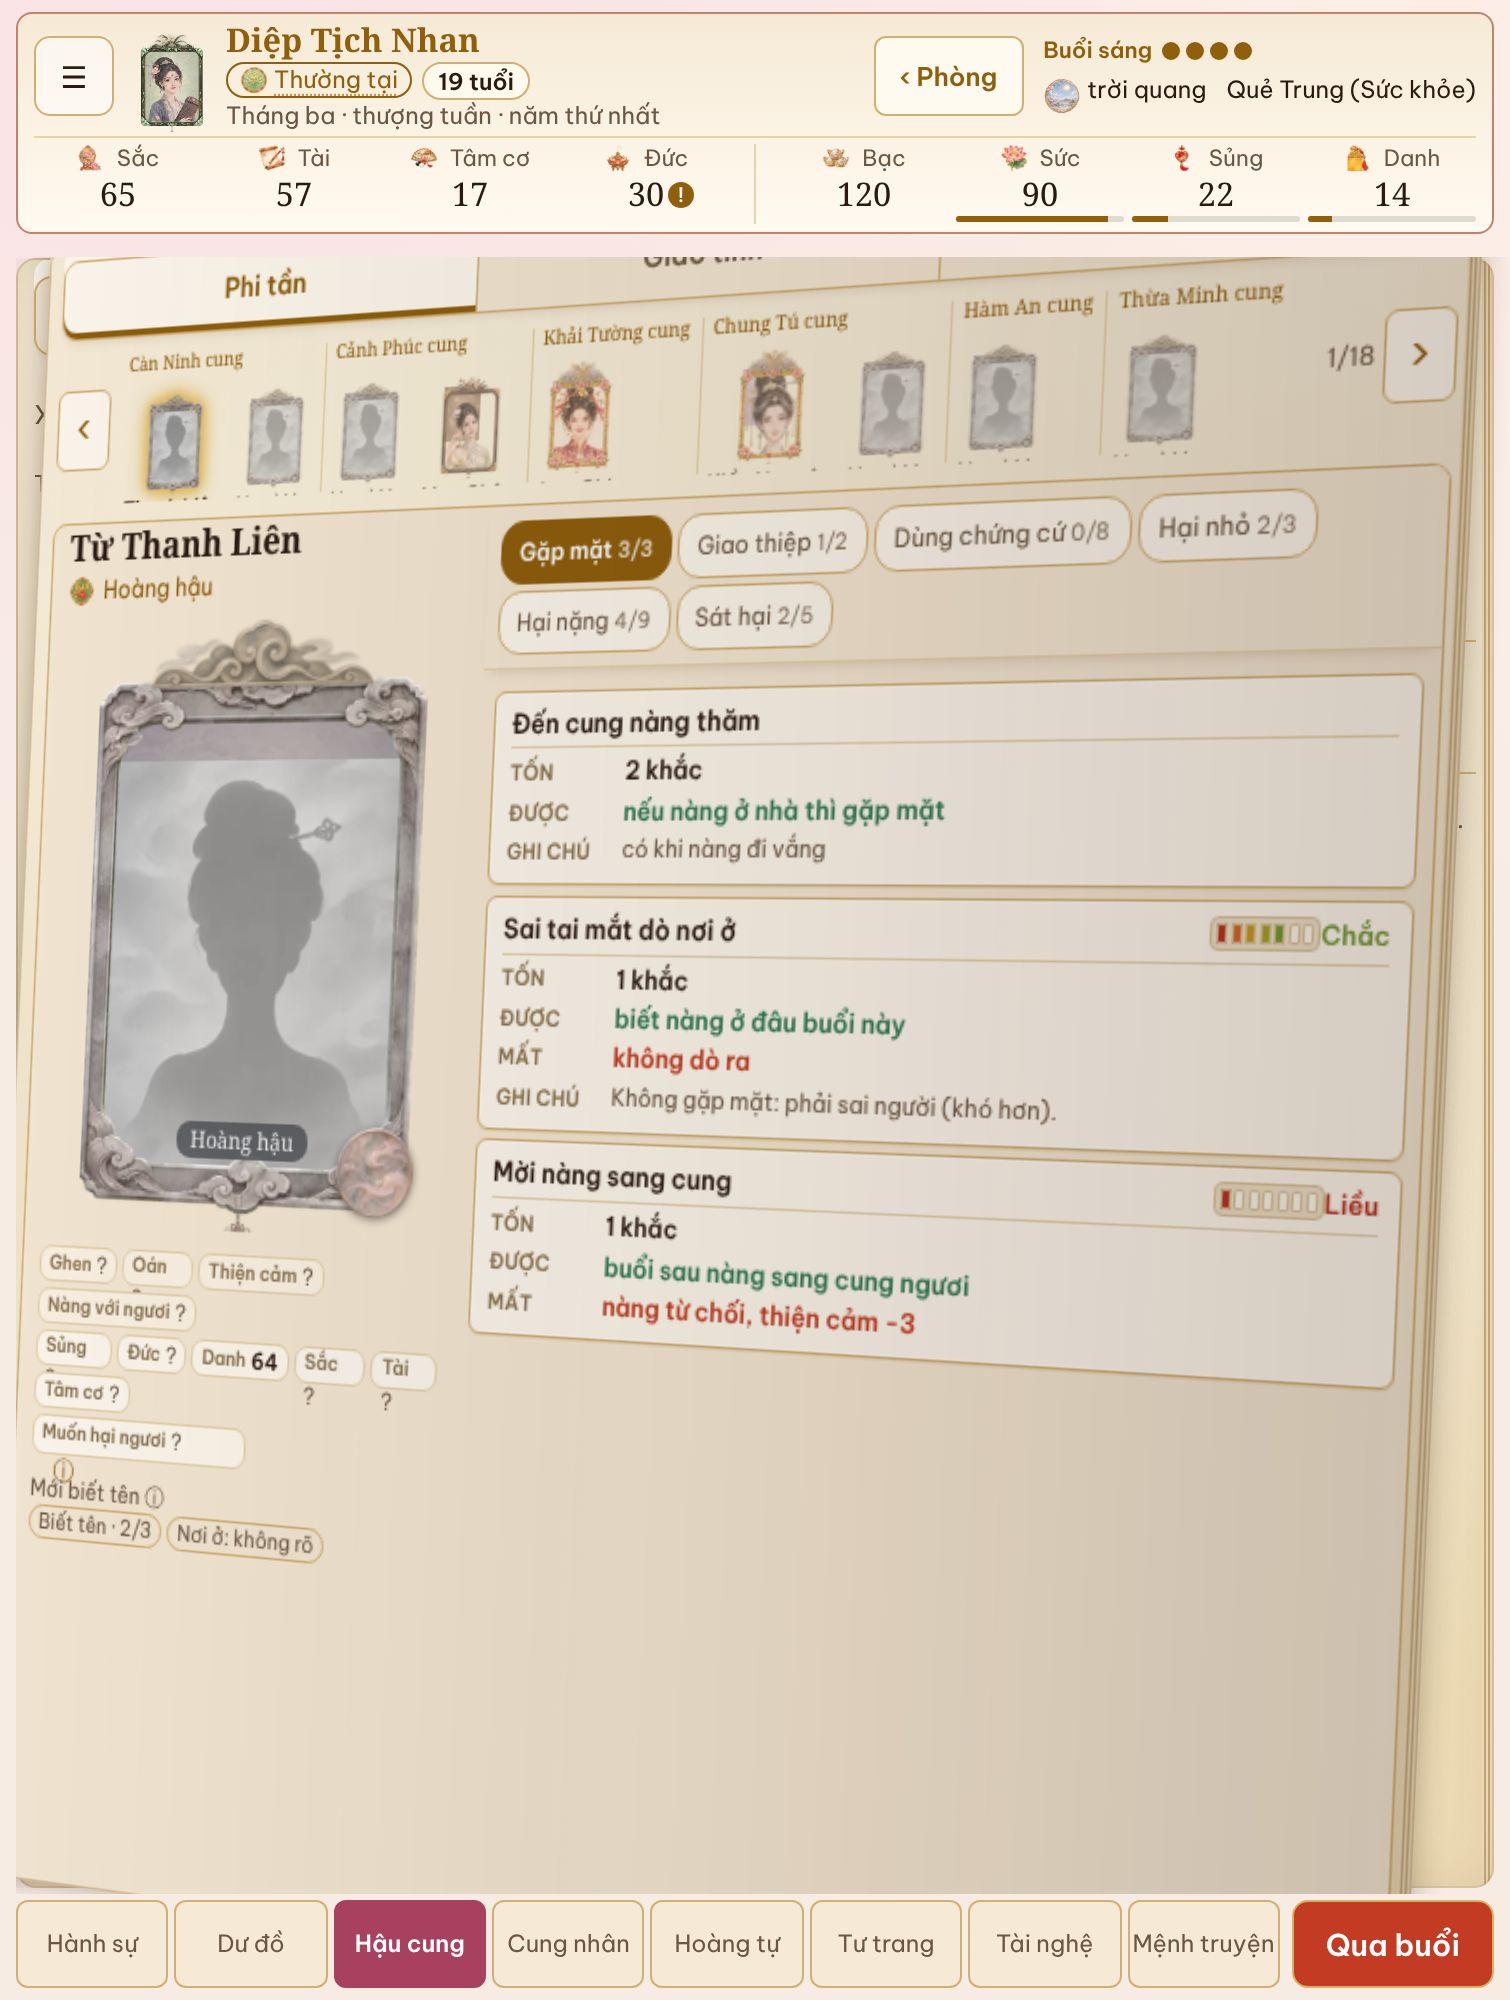 ☰
Diệp Tịch Nhan
Thường tại
19 tuổi
Tháng ba · thượng tuần · năm thứ nhất
‹ Phòng
Buổi sáng
trời quang Quẻ Trung (Sức khỏe)
Sắc Tài Tâm cơ Đức Bạc Sức Sủng Danh
65 57 17 30 ! 120 90 22 14
Phi tần
Càn Ninh cung Cảnh Phúc cung Khải Tường cung Chung Tú cung Hàm An cung Thừa Minh cung
‹ 1/18 ›
Từ Thanh Liên
Hoàng hậu
Gặp mặt 3/3 Giao thiệp 1/2 Dùng chứng cứ 0/8 Hại nhỏ 2/3
Hại nặng 4/9 Sát hại 2/5
Hoàng hậu
Ghen ? Oán Thiện cảm ?
Nàng với ngươi ?
Sủng Đức ? Danh 64 Sắc ? Tài ?
Tâm cơ ?
Muốn hại ngươi ?
Mới biết tên
Biết tên · 2/3 Nơi ở: không rõ
Đến cung nàng thăm
TỐN 2 khắc
ĐƯỢC nếu nàng ở nhà thì gặp mặt
GHI CHÚ có khi nàng đi vắng
Sai tai mắt dò nơi ở Chắc
TỐN 1 khắc
ĐƯỢC biết nàng ở đâu buổi này
MẤT không dò ra
GHI CHÚ Không gặp mặt: phải sai người (khó hơn).
Mời nàng sang cung Liều
TỐN 1 khắc
ĐƯỢC buổi sau nàng sang cung ngươi
MẤT nàng từ chối, thiện cảm -3
Hành sự Dư đồ Hậu cung Cung nhân Hoàng tự Tư trang Tài nghệ Mệnh truyện Qua buổi